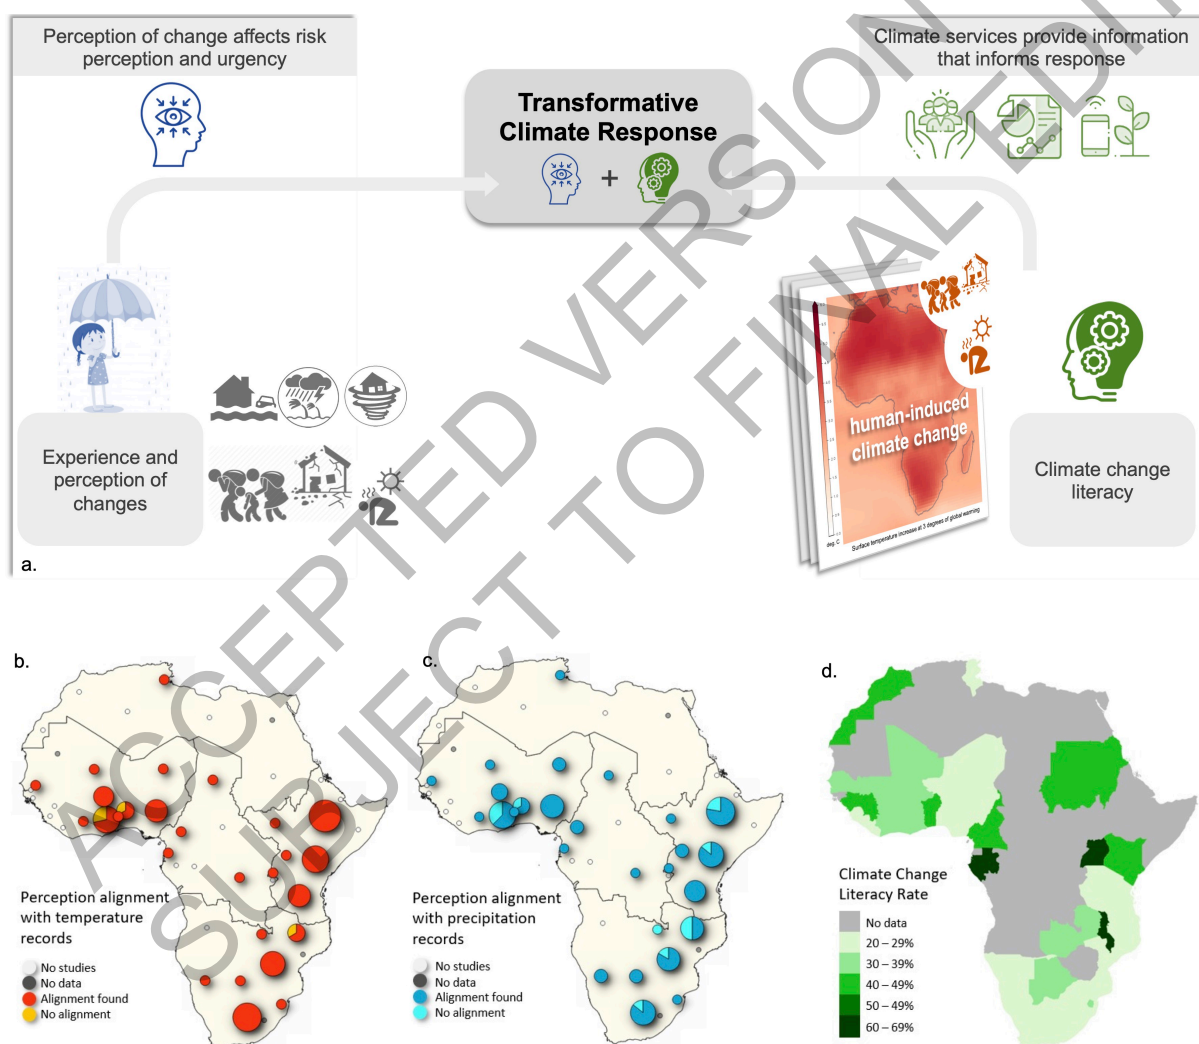 Perception of change affects risk
perception and urgency
Transformative
Climate Response
+
Climate services provide information
that informs response
Experience and
perception of
changes
a.
human-induced
climate change
deg. C
Surface temperature increase at 3 degrees of global warming
Climate change
literacy
ACCEPTED VERSION
SUBJECT TO FINAL EDIT
b.
Perception alignment
with temperature
records
No studies
No data
Alignment found
No alignment
c.
Perception alignment
with precipitation
records
No studies
No data
Alignment found
No alignment
d.
Climate Change
Literacy Rate
No data
20 – 29%
30 – 39%
40 – 49%
50 – 49%
60 – 69%